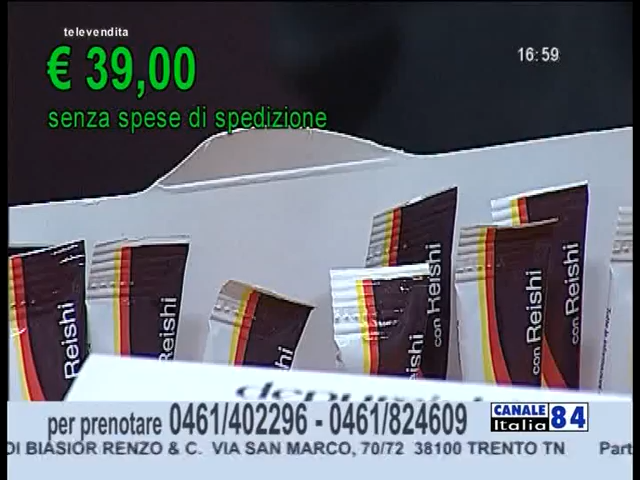 televendita
€ 39,00
16:59
senza spese di spedizione
Reishi
Reishi
con Reishi
con Reishi
con Reishi
per prenotare 0461/402296 - 0461/824609
CANALE 84
Italia
DI BIASIOR RENZO & C. VIA SAN MARCO, 70/72 38100 TRENTO TN Part